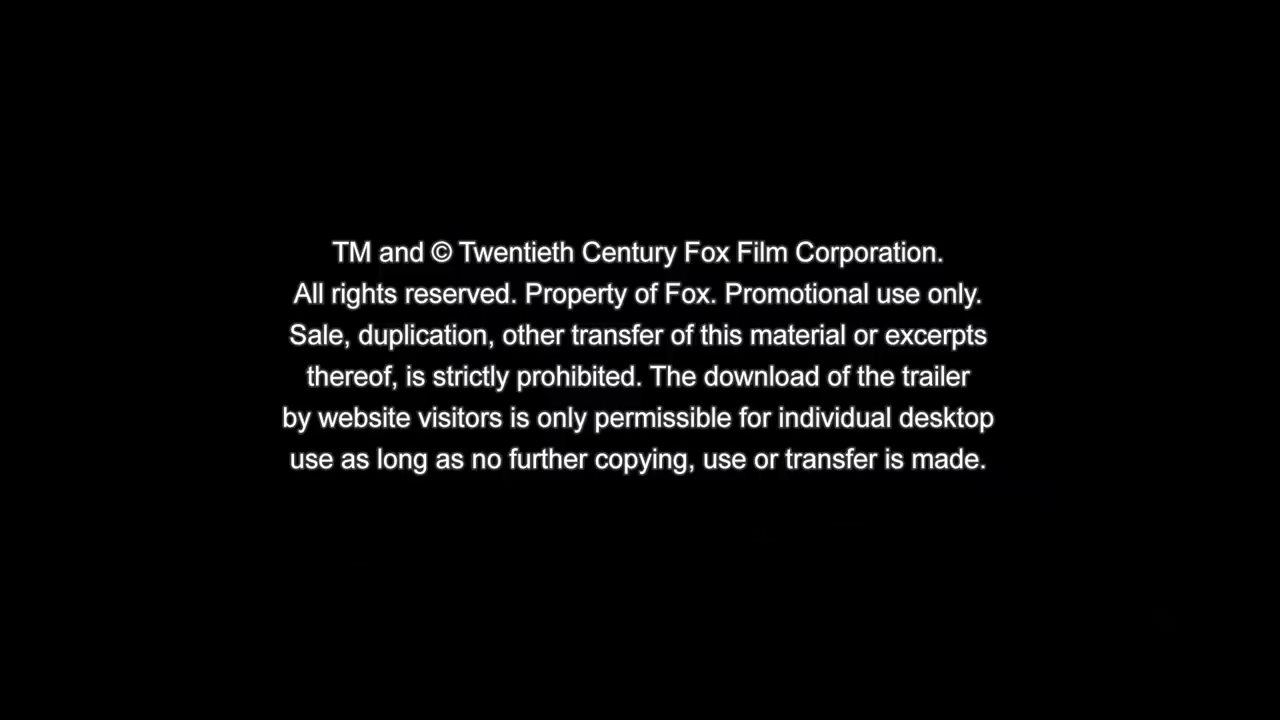 TM and © Twentieth Century Fox Film Corporation.
All rights reserved. Property of Fox. Promotional use only.
Sale, duplication, other transfer of this material or excerpts
thereof, is strictly prohibited. The download of the trailer
by website visitors is only permissible for individual desktop
use as long as no further copying, use or transfer is made.